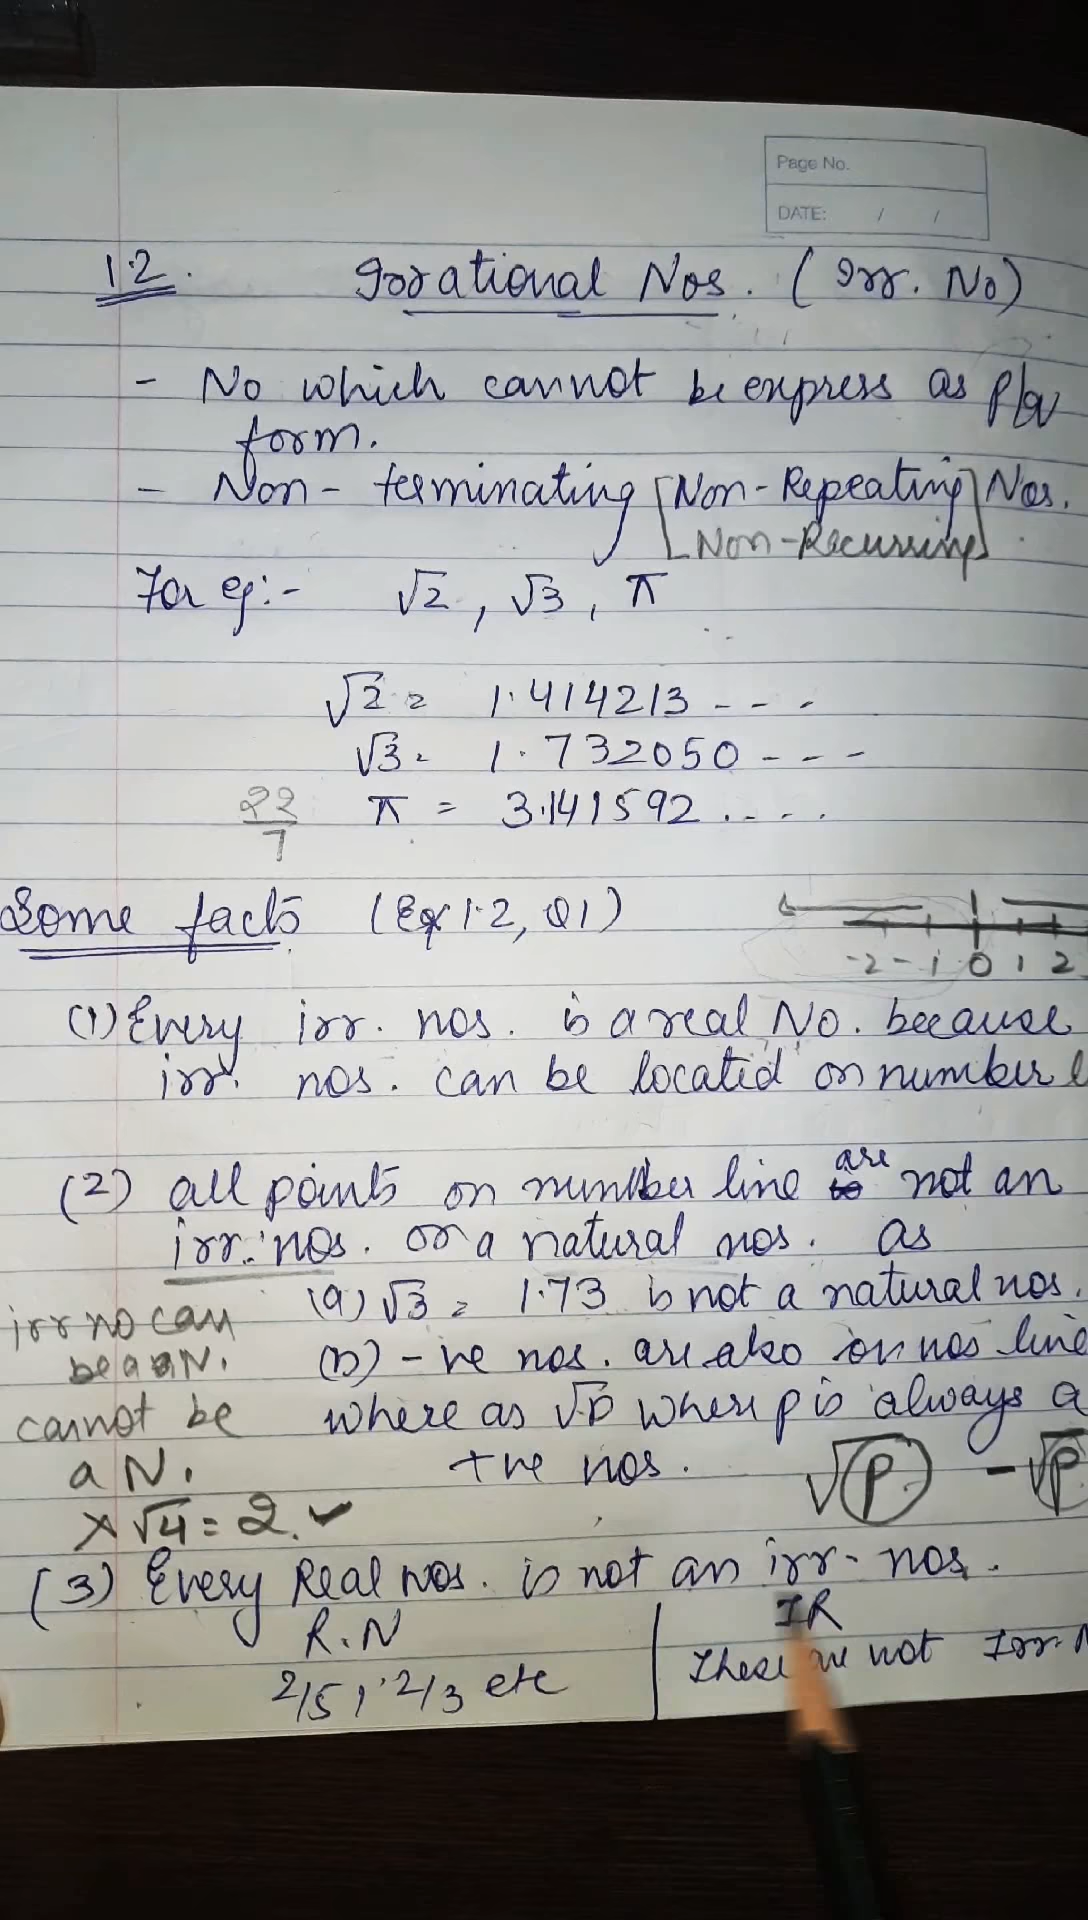 Page No.
DATE: / /
1.2. Irrational Nos. (Irr. No)
- No which cannot be express as p/q
form.
- Non-terminating [Non-Repeating] Nos.
[Non-Recurring]
For eg:- √2, √3, π
√2 = 1.414213 - - -
√3 = 1.732050 - - -
22/7 π = 3.141592 . . . .
Some facts (Ex 1.2, Q1)
-2 -1 0 1 2
(1) Every irr. nos. is a real No. because
irr. nos. can be located on number l
(2) all points on number line are not an
irr. nos. or a natural nos. as
(a) √3 = 1.73 is not a natural nos.
irr no can
be a N.
(b) -ve nos. are also on nos line
where as √p where p is always a
+ve nos.
cannot be
a N.
√p -√p
× √4 = 2. ✓
(3) Every Real nos. is not an irr- nos.
R.N | IR
2/5, 2/3 etc | These are not Irr. N